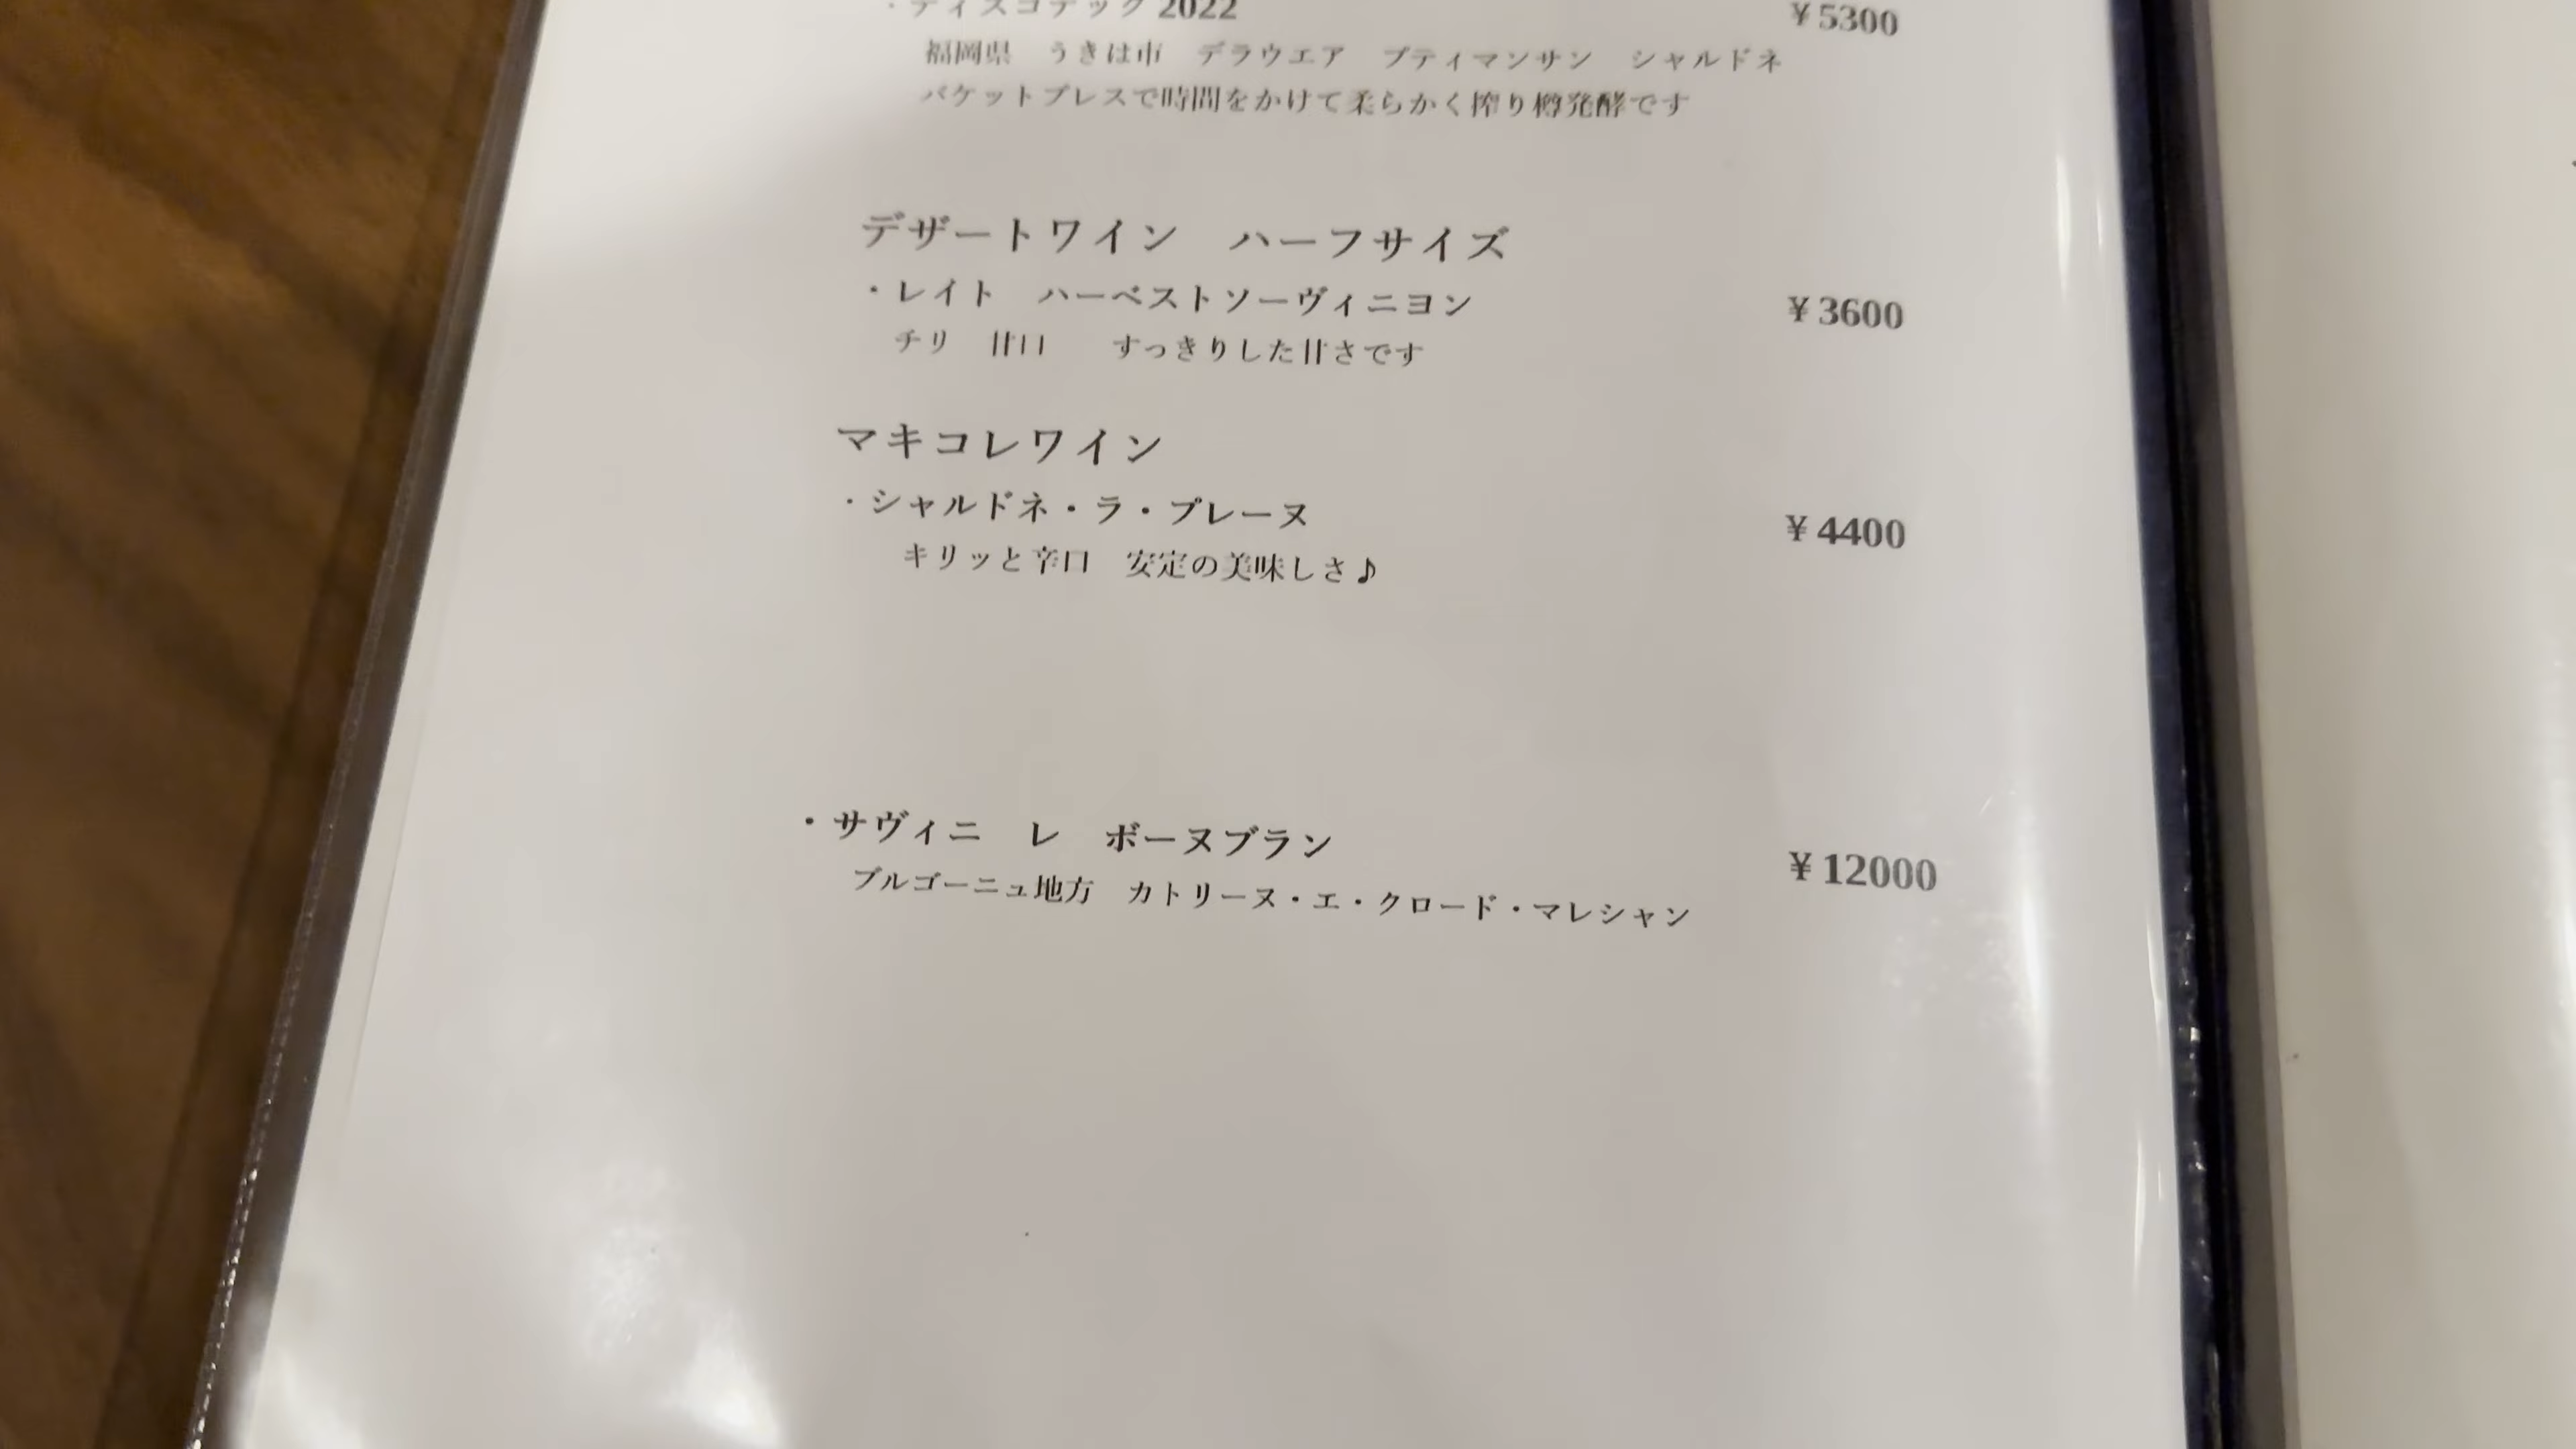 ・ディスコテック 2022 ¥5300
福岡県　うきは市　デラウエア　プティマンサン　シャルドネ
バケットプレスで時間をかけて柔らかく搾り樽発酵です
デザートワイン　ハーフサイズ
・レイト　ハーベストソーヴィニヨン ¥3600
チリ　甘口　　すっきりした甘さです
マキコレワイン
・シャルドネ・ラ・プレーヌ ¥4400
キリッと辛口　安定の美味しさ♪
・サヴィニ　レ　ボーヌブラン ¥12000
ブルゴーニュ地方　カトリーヌ・エ・クロード・マレシャン